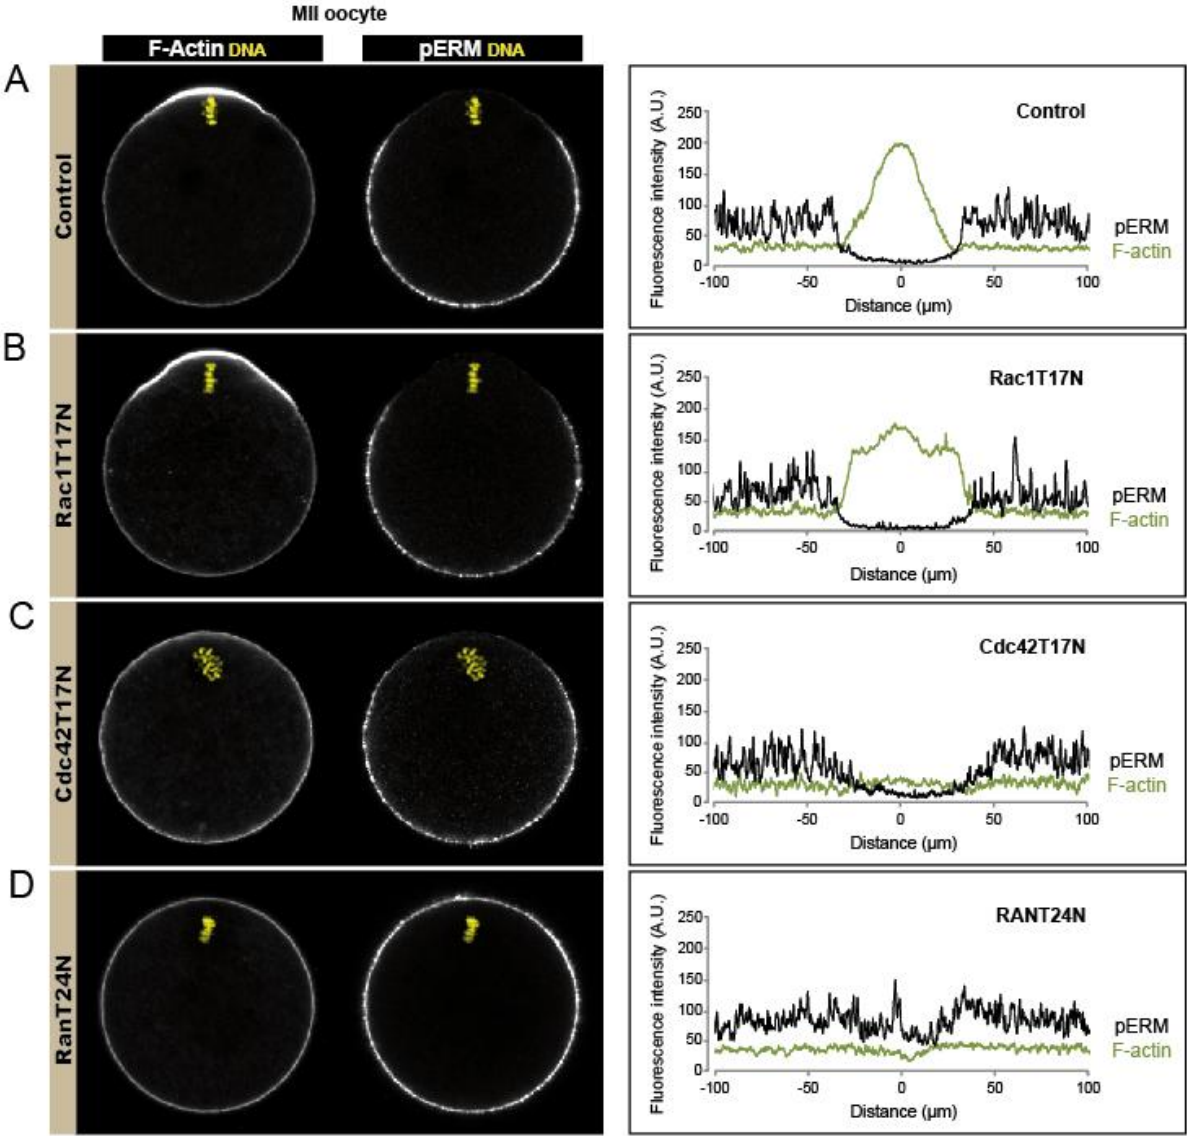 MII oocyte
F-Actin DNA
pERM DNA
A
Control
Fluorescence intensity (A.U.)
250
200
150
100
50
0
-100
-50
0
50
100
Distance (µm)
Control
pERM
F-actin
B
Rac1T17N
Fluorescence intensity (A.U.)
250
200
150
100
50
0
-100
-50
0
50
100
Distance (µm)
Rac1T17N
pERM
F-actin
C
Cdc42T17N
Fluorescence intensity (A.U.)
250
200
150
100
50
0
-100
-50
0
50
100
Distance (µm)
Cdc42T17N
pERM
F-actin
D
RanT24N
Fluorescence intensity (A.U.)
250
200
150
100
50
0
-100
-50
0
50
100
Distance (µm)
RANT24N
pERM
F-actin